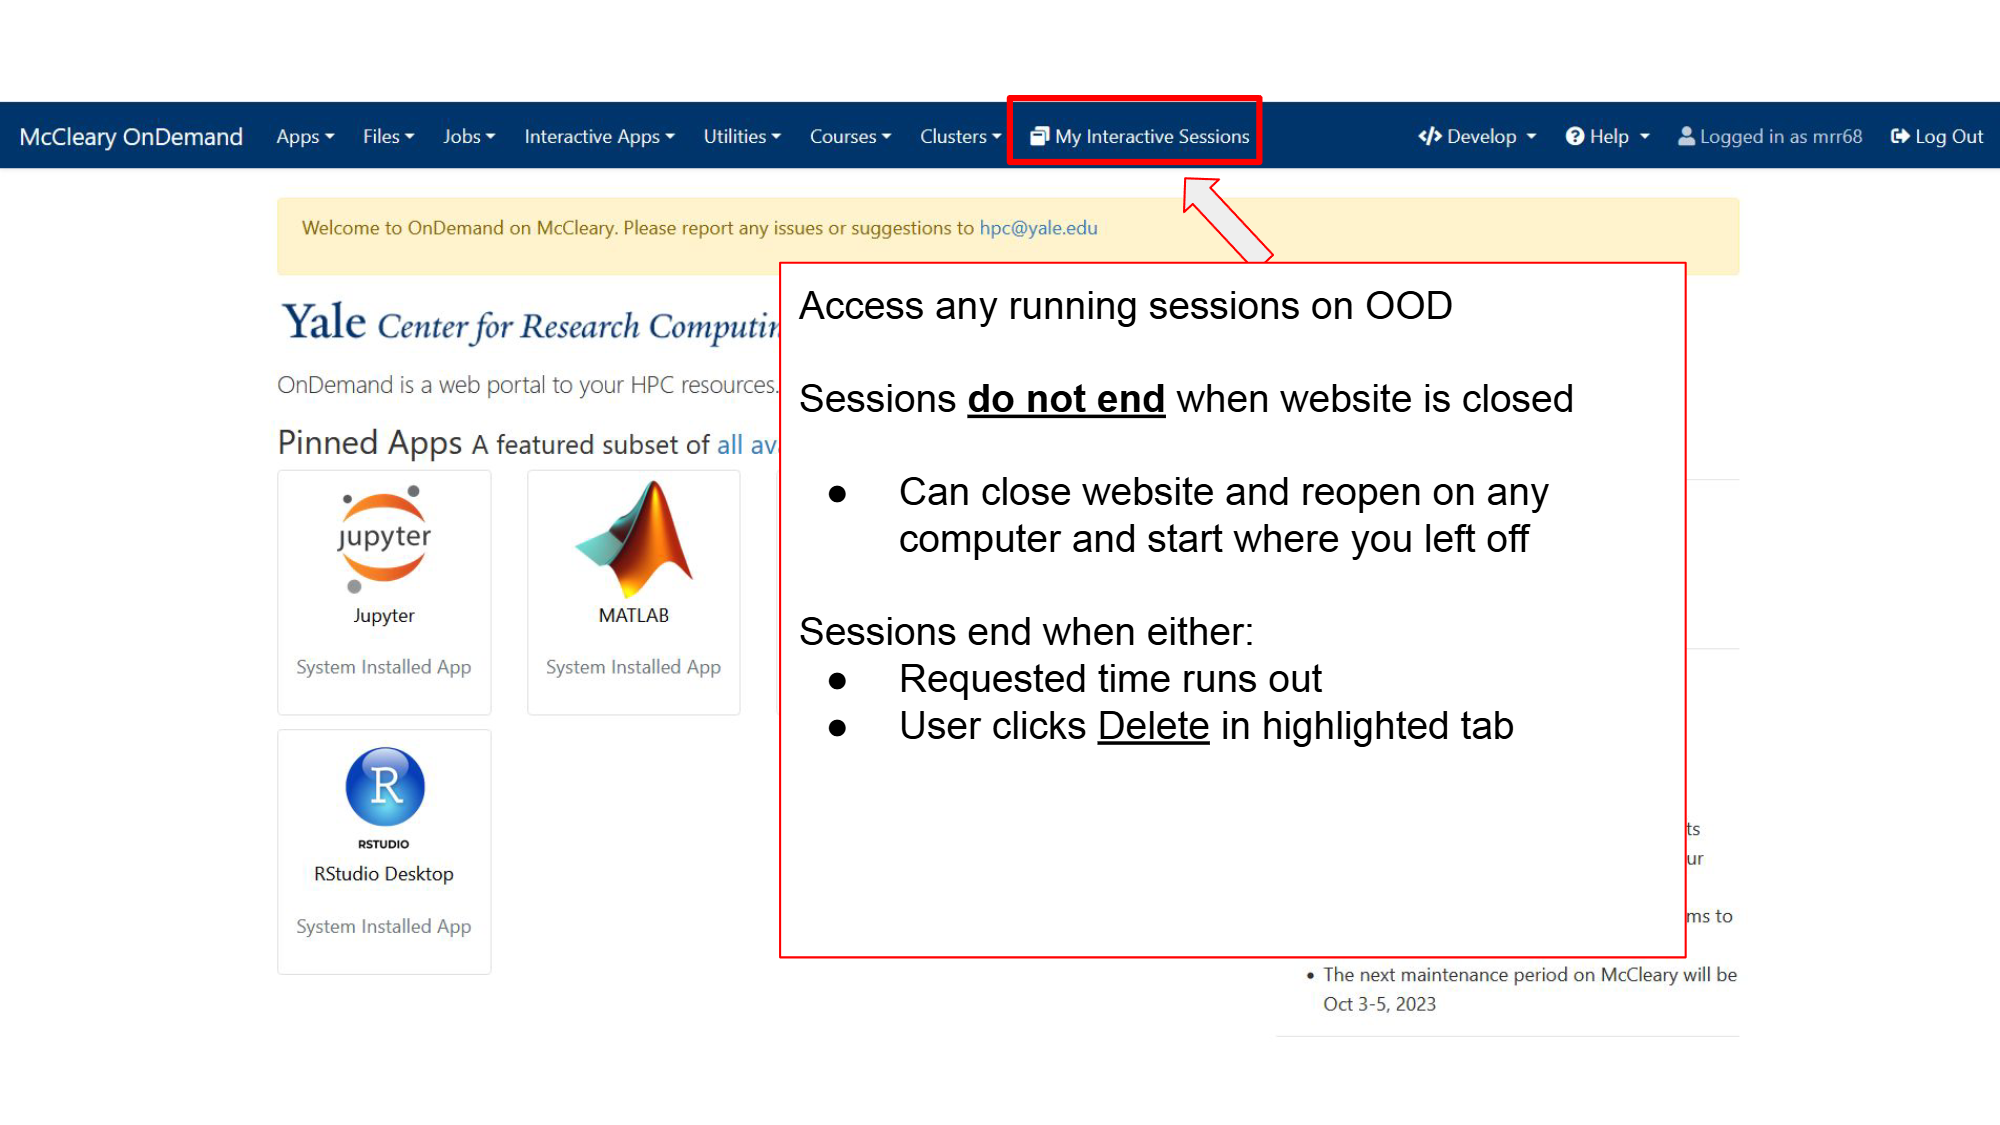 McCleary OnDemand Apps Files Jobs Interactive Apps Utilities Courses Clusters My Interactive Sessions Develop Help Logged in as mrr68 Log Out
Welcome to OnDemand on McCleary. Please report any issues or suggestions to hpc@yale.edu
Yale Center for Research
OnDemand is a web portal to your HPC resources.
Pinned Apps A featured subset of all
jupyter
Jupyter
System Installed App
MATLAB
System Installed App
R
RSTUDIO
RStudio Desktop
System Installed App
Access any running sessions on OOD
Sessions do not end when website is closed
● Can close website and reopen on any
computer and start where you left off
Sessions end when either:
● Requested time runs out
● User clicks Delete in highlighted tab
to
• The next maintenance period on McCleary will be
Oct 3-5, 2023